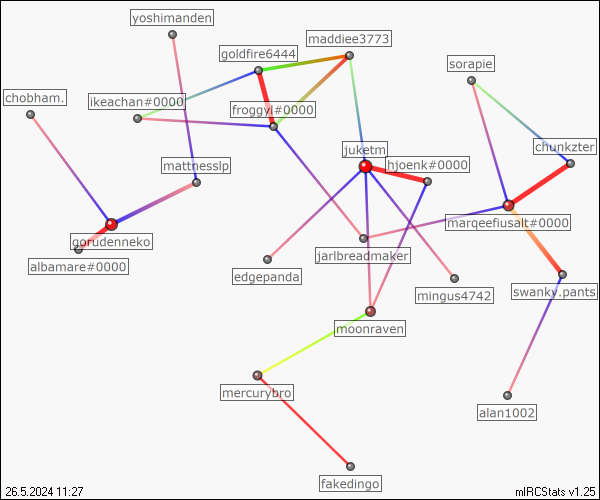 yoshimanden
maddiee3773
goldfire6444
sorapie
chobham.
ikeachan#0000
froggyl#0000
juketm
chunkzter
mattnesslp
hjoenk#0000
marqeefiusalt#0000
gorudenneko
albamare#0000
jarlbreadmaker
edgepanda
mingus4742
swanky.pants
moonraven
mercurybro
alan1002
fakedingo
26.5.2024 11:27
mIRCStats v1.25